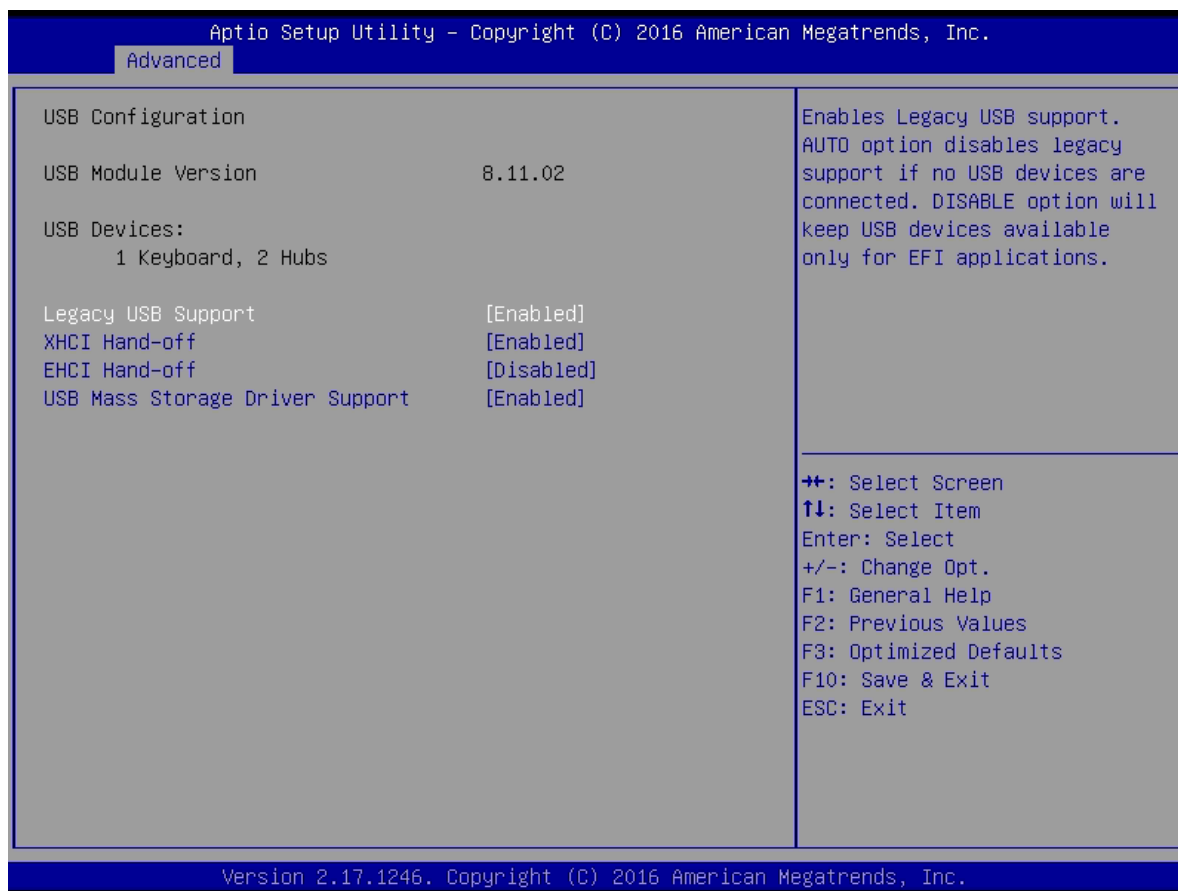 Aptio Setup Utility – Copyright (C) 2016 American Megatrends, Inc.
Advanced
USB Configuration
USB Module Version 8.11.02
USB Devices:
1 Keyboard, 2 Hubs
Legacy USB Support [Enabled]
XHCI Hand-off [Enabled]
EHCI Hand-off [Disabled]
USB Mass Storage Driver Support [Enabled]
Enables Legacy USB support.
AUTO option disables legacy
support if no USB devices are
connected. DISABLE option will
keep USB devices available
only for EFI applications.
→←: Select Screen
↑↓: Select Item
Enter: Select
+/-: Change Opt.
F1: General Help
F2: Previous Values
F3: Optimized Defaults
F10: Save & Exit
ESC: Exit
Version 2.17.1246. Copyright (C) 2016 American Megatrends, Inc.